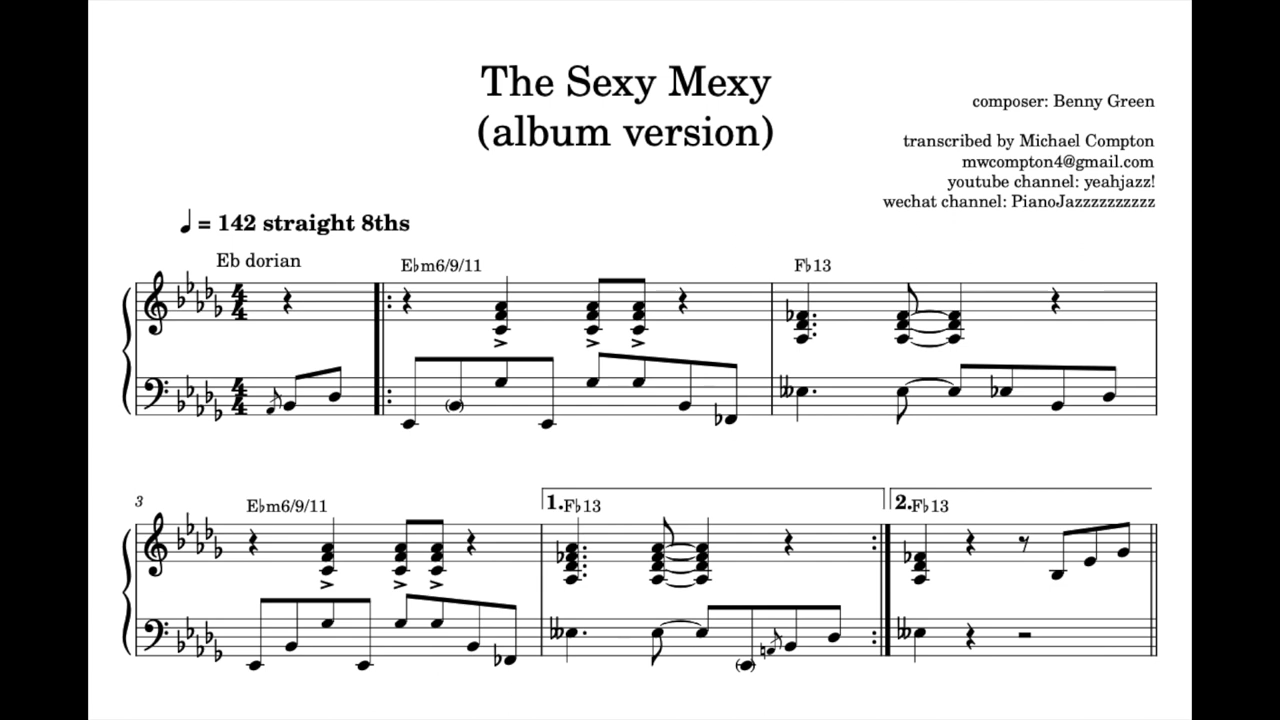 The Sexy Mexy
(album version)
composer: Benny Green
transcribed by Michael Compton
mwcompton4@gmail.com
youtube channel: yeahjazz!
wechat channel: PianoJazzzzzzzzzz
♩ = 142 straight 8ths
Eb dorian
E♭m6/9/11
F♭13
3
E♭m6/9/11
1. F♭13
2. F♭13